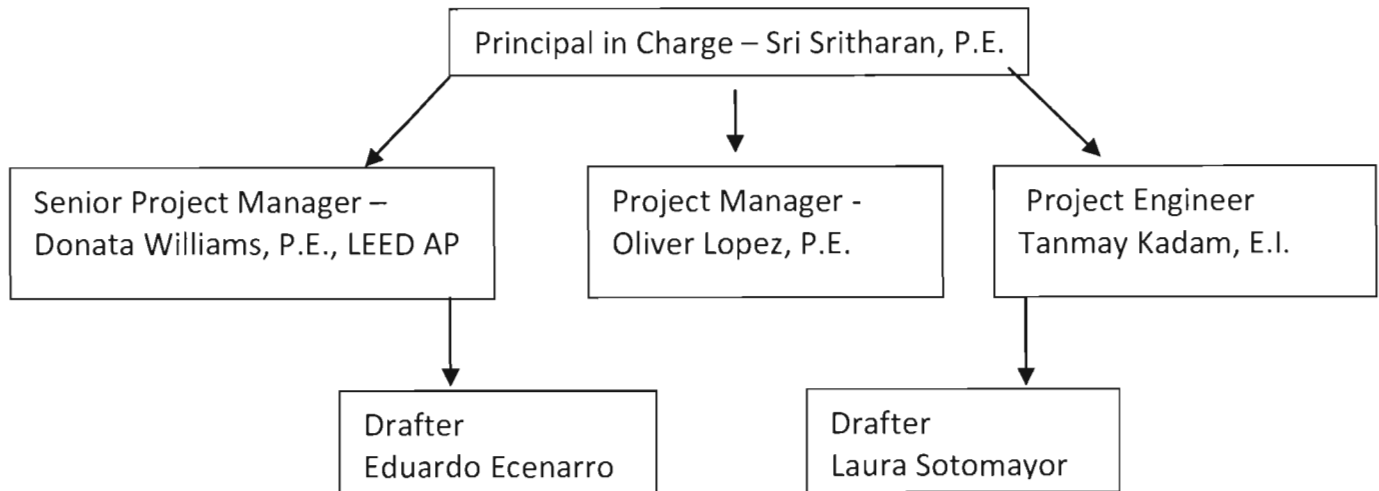 Principal in Charge – Sri Sritharan, P.E.
Senior Project Manager –
Donata Williams, P.E., LEED AP
Project Manager -
Oliver Lopez, P.E.
Project Engineer
Tanmay Kadam, E.I.
Drafter
Eduardo Ecenarro
Drafter
Laura Sotomayor